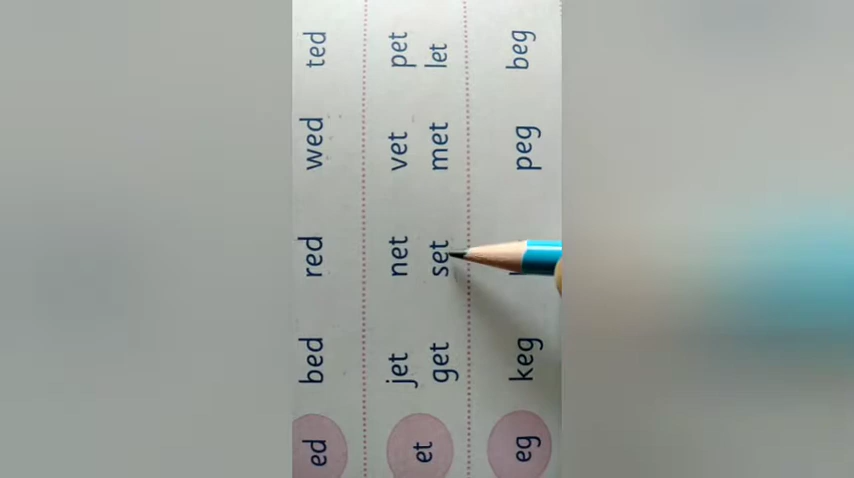 ed bed red wed ted
et jet net vet pet
get set met let
eg keg peg beg